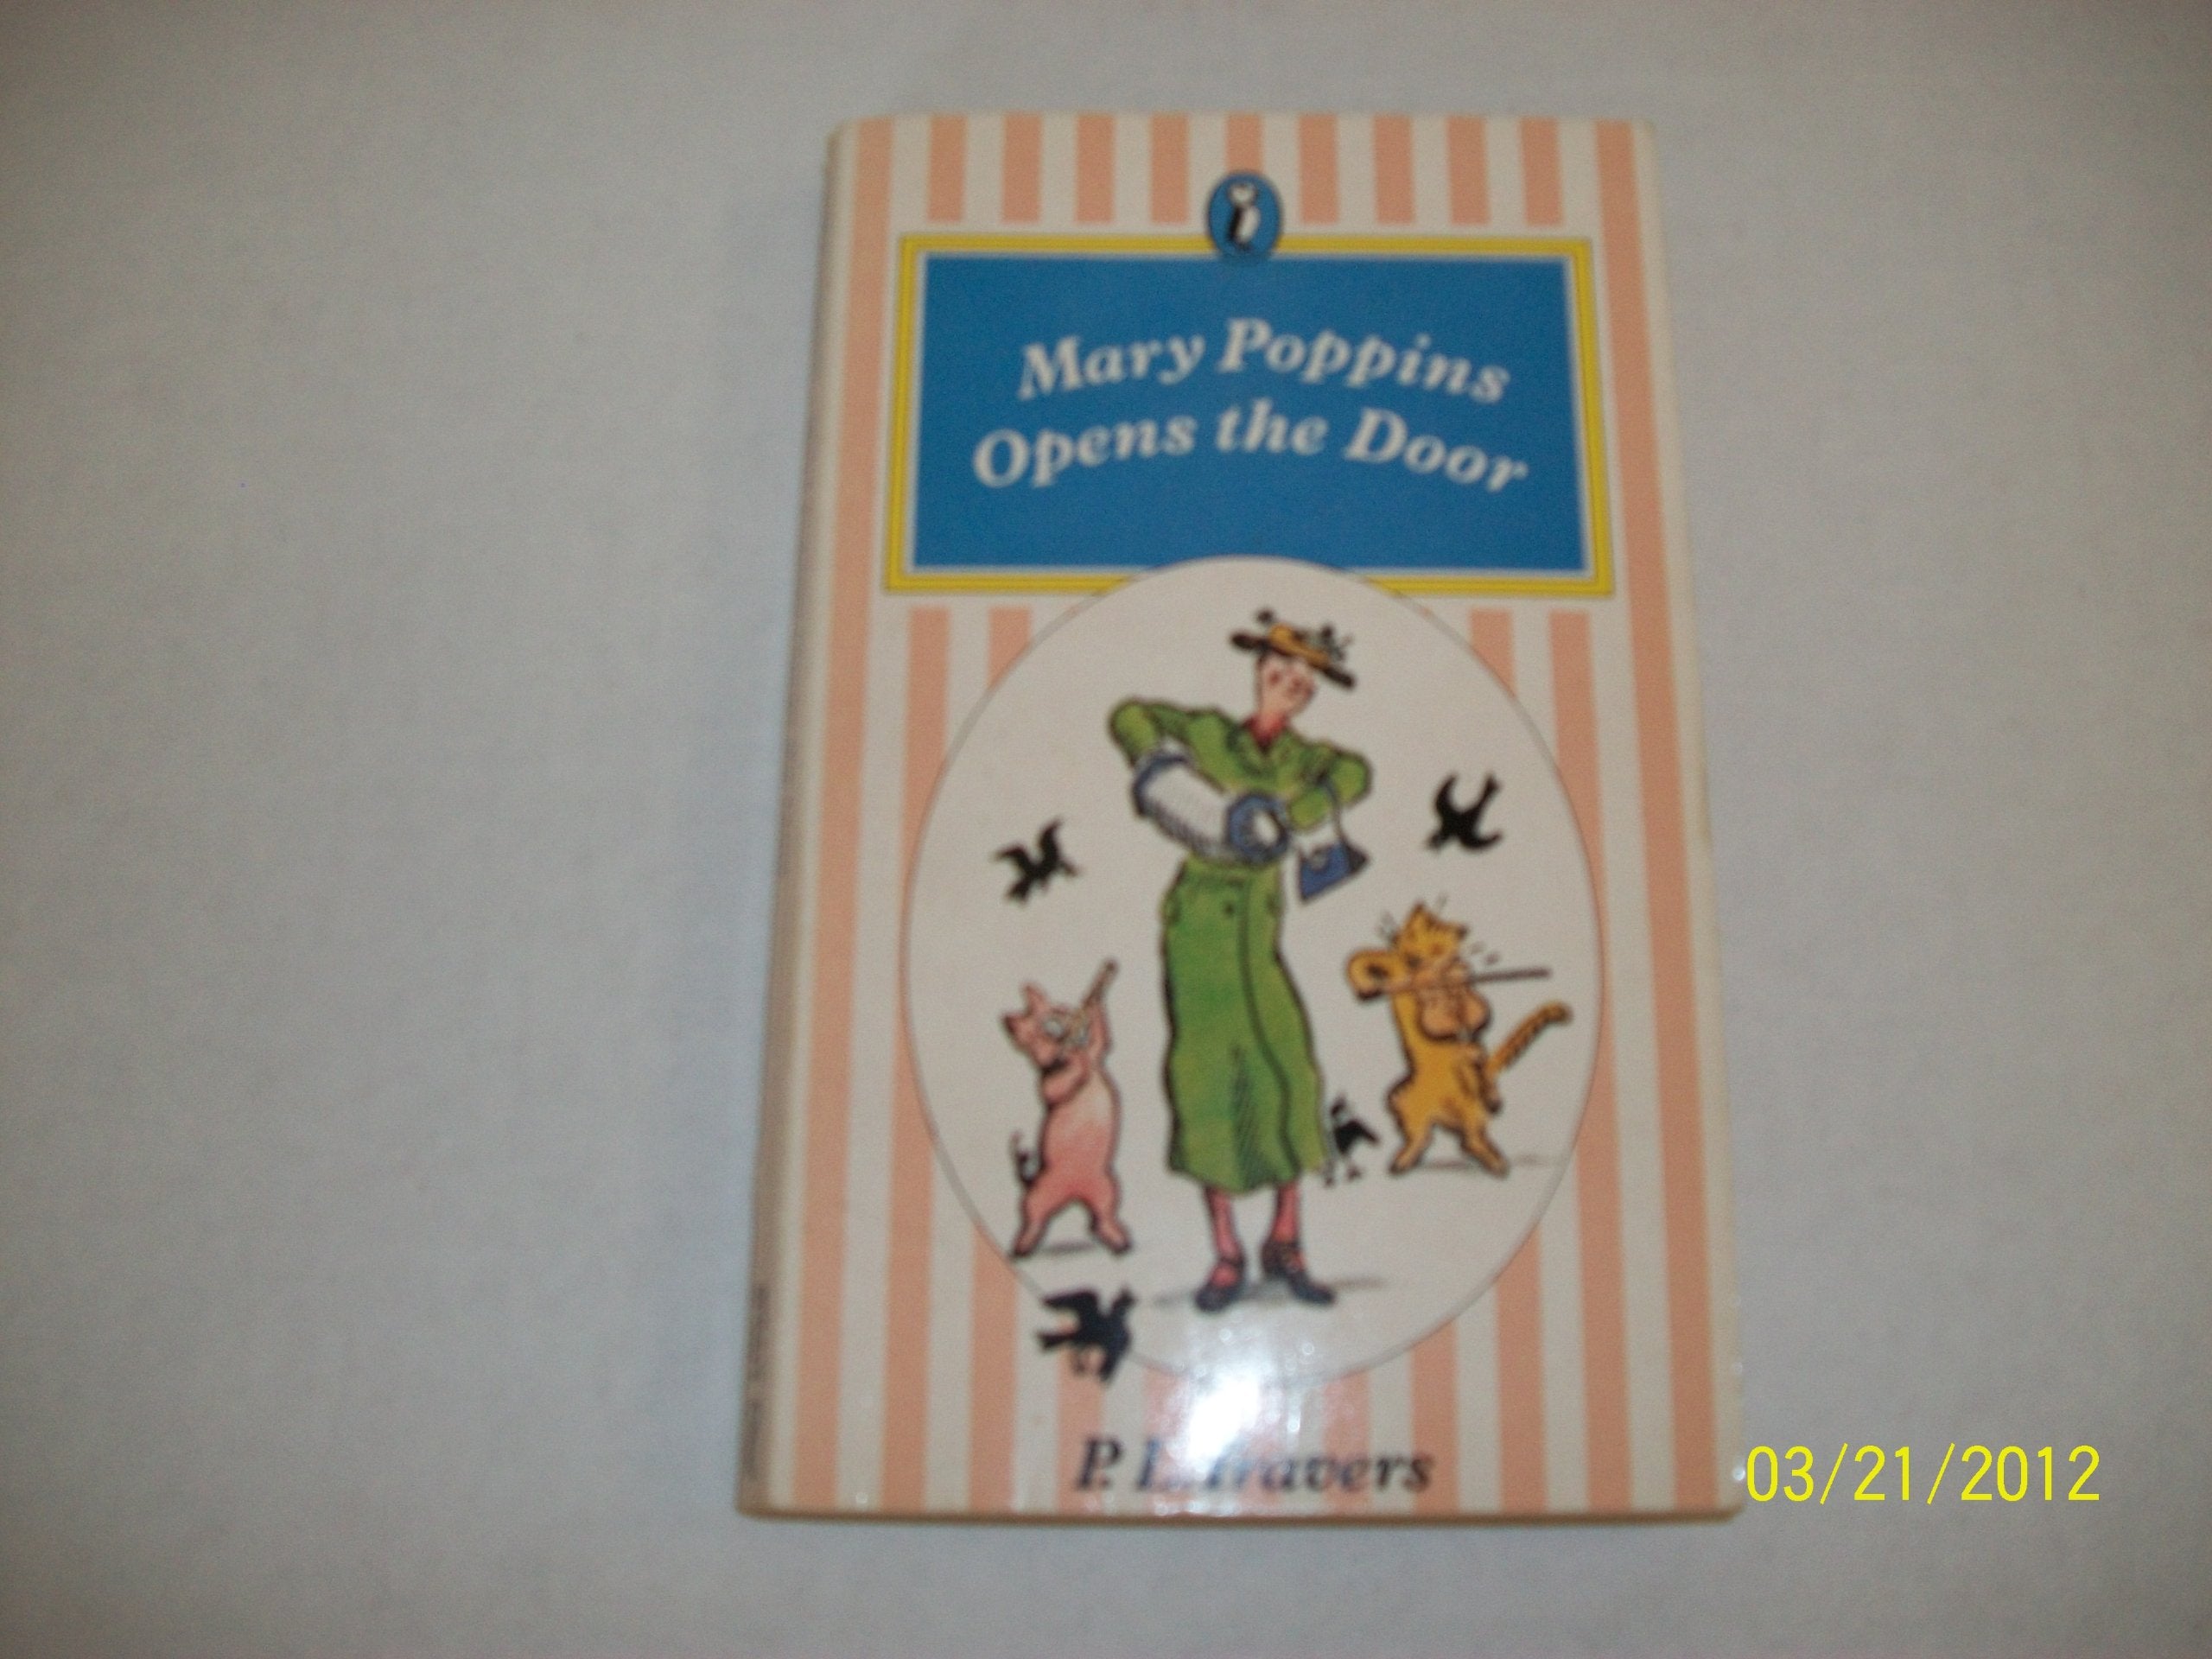 Mary Poppins
Opens the Door
P. L. Travers
03/21/2012